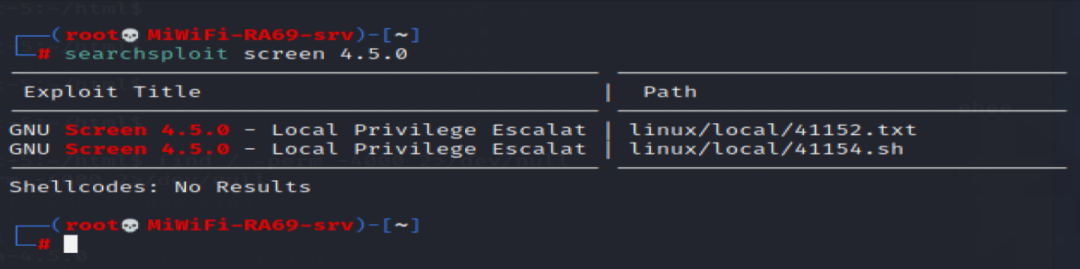 (root💀MiWiFi-RA69-srv)-[~]
# searchsploit screen 4.5.0
Exploit Title | Path
GNU Screen 4.5.0 - Local Privilege Escalat | linux/local/41152.txt
GNU Screen 4.5.0 - Local Privilege Escalat | linux/local/41154.sh
Shellcodes: No Results
(root💀MiWiFi-RA69-srv)-[~]
#